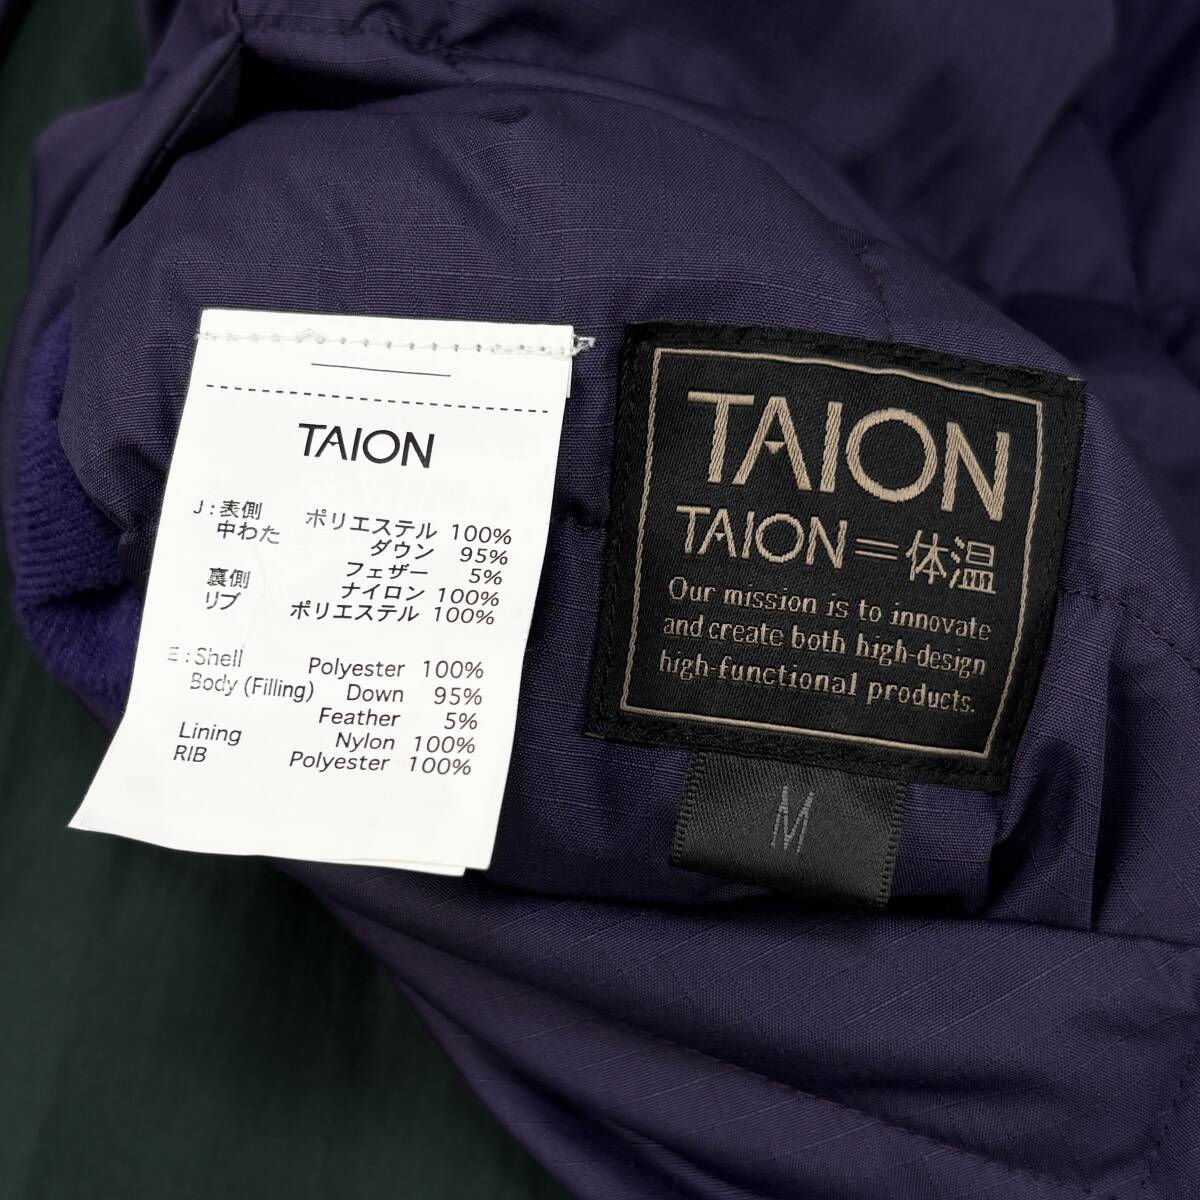 TAION
J : 表側 ポリエステル 100%
中わた ダウン 95%
フェザー 5%
裏側 ナイロン 100%
リブ ポリエステル 100%
E : Shell Polyester 100%
Body (Filling) Down 95%
Feather 5%
Lining Nylon 100%
RIB Polyester 100%
TAION
TAION=体温
Our mission is to innovate
and create both high-design
high-functional products.
M